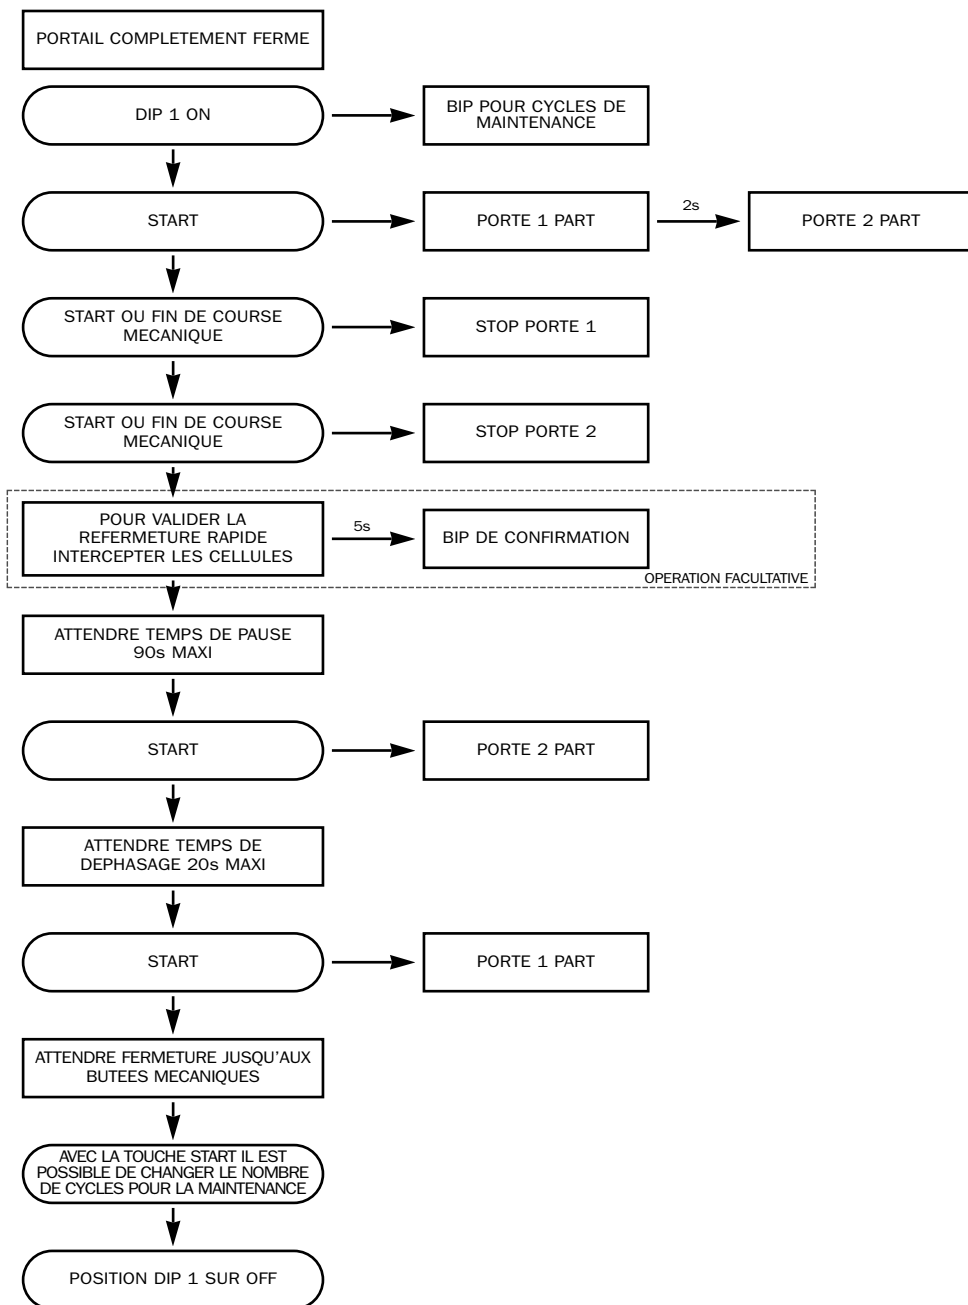 PORTAIL COMPLETEMENT FERME
DIP 1 ON
BIP POUR CYCLES DE
MAINTENANCE
START
PORTE 1 PART
2s
PORTE 2 PART
START OU FIN DE COURSE
MECANIQUE
STOP PORTE 1
START OU FIN DE COURSE
MECANIQUE
STOP PORTE 2
POUR VALIDER LA
REFERMETURE RAPIDE
INTERCEPTER LES CELLULES
5s
BIP DE CONFIRMATION
OPERATION FACULTATIVE
ATTENDRE TEMPS DE PAUSE
90s MAXI
START
PORTE 2 PART
ATTENDRE TEMPS DE
DEPHASAGE 20s MAXI
START
PORTE 1 PART
ATTENDRE FERMETURE JUSQU'AUX
BUTEES MECANIQUES
AVEC LA TOUCHE START IL EST
POSSIBLE DE CHANGER LE NOMBRE
DE CYCLES POUR LA MAINTENANCE
POSITION DIP 1 SUR OFF